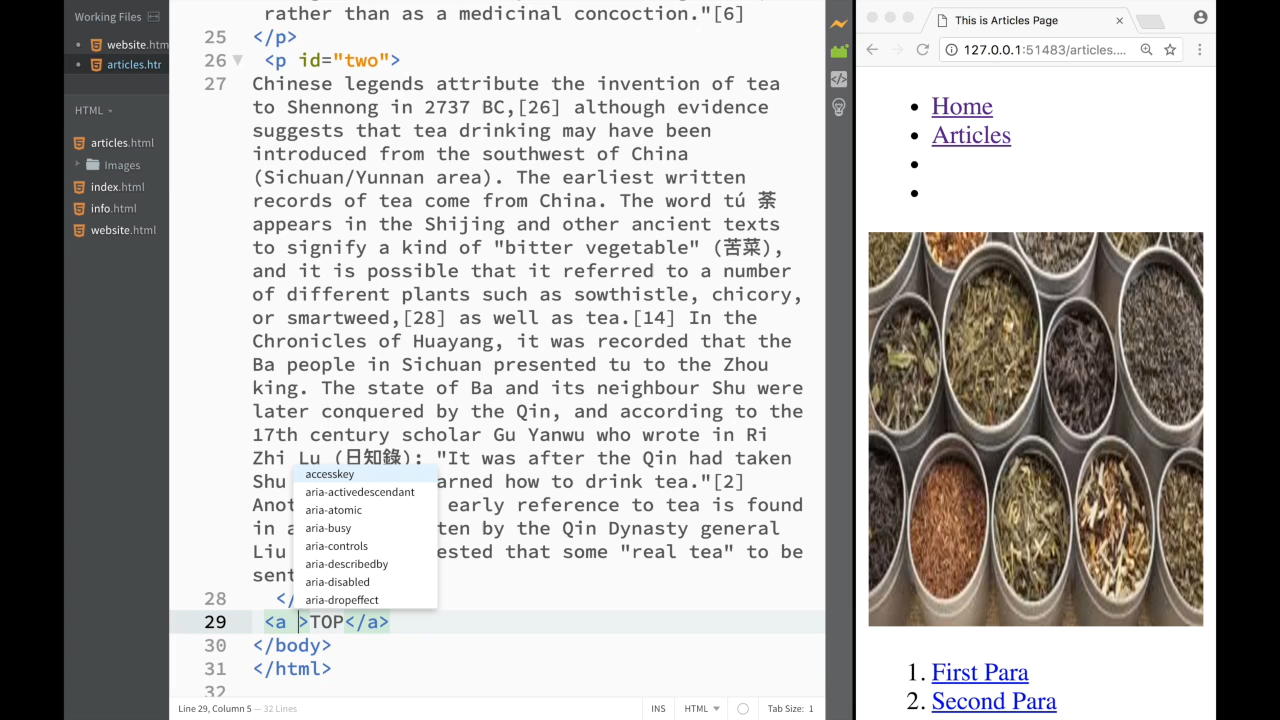 Working Files
website.htm
articles.htr
HTML
articles.html
Images
index.html
info.html
website.html
rather than as a medicinal concoction."[6]
25 </p>
26 <p id="two">
27 Chinese legends attribute the invention of tea
to Shennong in 2737 BC,[26] although evidence
suggests that tea drinking may have been
introduced from the southwest of China
(Sichuan/Yunnan area). The earliest written
records of tea come from China. The word tú 荼
appears in the Shijing and other ancient texts
to signify a kind of "bitter vegetable" (苦菜),
and it is possible that it referred to a number
of different plants such as sowthistle, chicory,
or smartweed,[28] as well as tea.[14] In the
Chronicles of Huayang, it was recorded that the
Ba people in Sichuan presented tu to the Zhou
king. The state of Ba and its neighbour Shu were
later conquered by the Qin, and according to the
17th century scholar Gu Yanwu who wrote in Ri
Zhi Lu (日知錄): "It was after the Qin had taken
Shu arned how to drink tea."[2]
Anot early reference to tea is found
in a ten by the Qin Dynasty general
Liu ested that some "real tea" to be
sent
accesskey
aria-activedescendant
aria-atomic
aria-busy
aria-controls
aria-describedby
aria-disabled
aria-dropeffect
28 </
29 <a >TOP</a>
30 </body>
31 </html>
32
Line 29, Column 5 — 32 Lines
INS
HTML
Tab Size: 1
This is Articles Page
127.0.0.1:51483/articles....
Home
Articles
1. First Para
2. Second Para